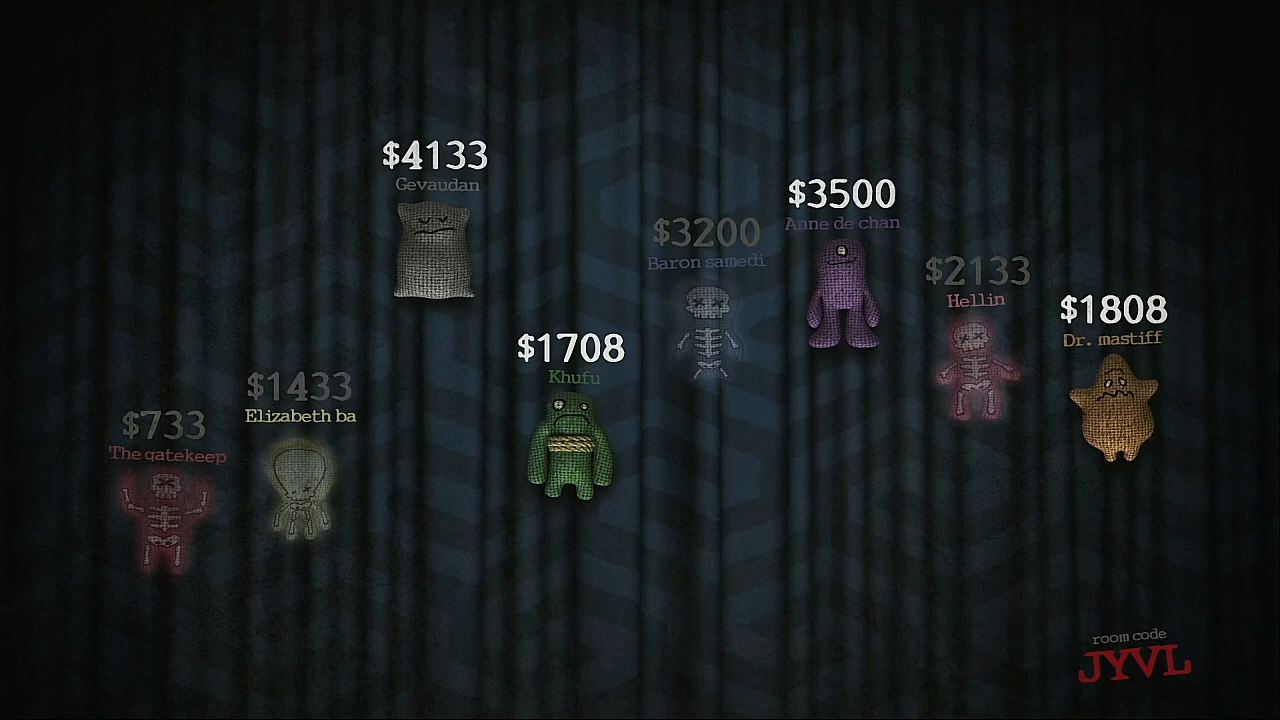 $4133
Gevaudan
$3500
Anne de chan
$3200
Baron samedi
$2133
Hellin
$1808
Dr. mastiff
$1708
Khufu
$1433
Elizabeth ba
$733
The gatekeep
room code
JYVL